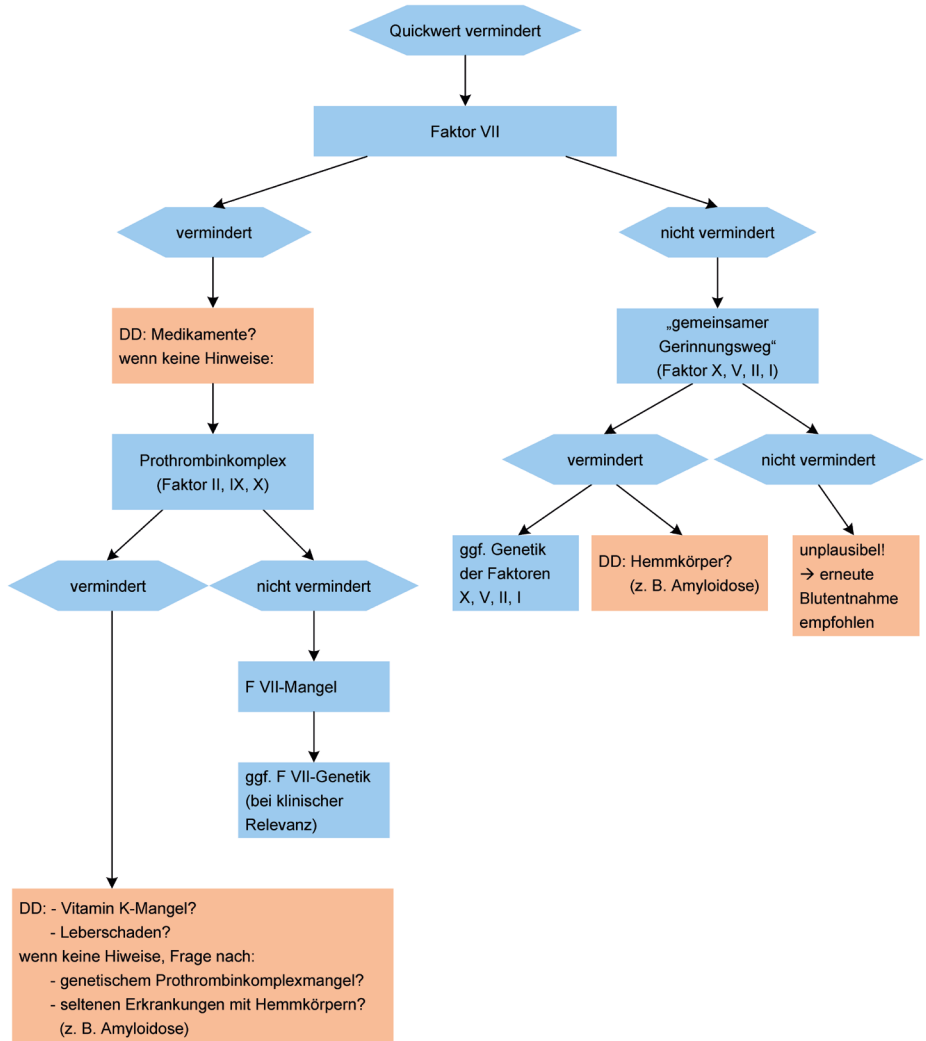 Quickwert vermindert
Faktor VII
vermindert
nicht vermindert
DD: Medikamente?
wenn keine Hinweise:
„gemeinsamer
Gerinnungsweg“
(Faktor X, V, II, I)
Prothrombinkomplex
(Faktor II, IX, X)
vermindert
nicht vermindert
vermindert
nicht vermindert
ggf. Genetik
der Faktoren
X, V, II, I
DD: Hemmkörper?
(z. B. Amyloidose)
unplausibel!
→ erneute
Blutentnahme
empfohlen
F VII-Mangel
ggf. F VII-Genetik
(bei klinischer
Relevanz)
DD: - Vitamin K-Mangel?
- Leberschaden?
wenn keine Hiweise, Frage nach:
- genetischem Prothrombinkomplexmangel?
- seltenen Erkrankungen mit Hemmkörpern?
(z. B. Amyloidose)